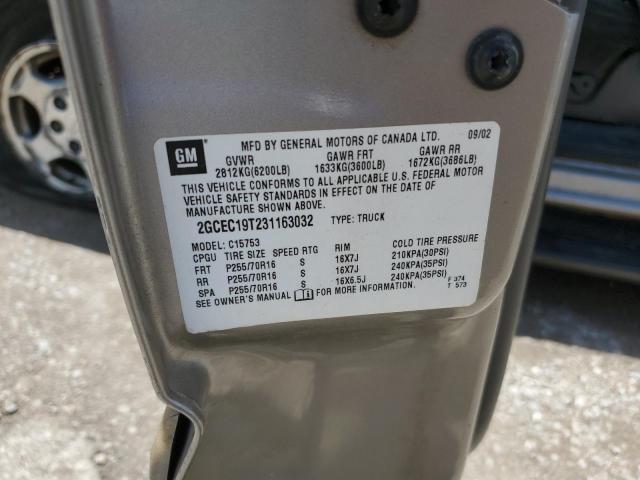 GM
MFD BY GENERAL MOTORS OF CANADA LTD. 09/02
GVWR GAWR FRT GAWR RR
2812KG(6200LB) 1633KG(3600LB) 1672KG(3686LB)
THIS VEHICLE CONFORMS TO ALL APPLICABLE U.S. FEDERAL MOTOR
VEHICLE SAFETY STANDARDS IN EFFECT ON THE DATE OF
MANUFACTURE SHOWN ABOVE.
2GCEC19T231163032 TYPE: TRUCK
MODEL: C15753
CPGU TIRE SIZE SPEED RTG RIM COLD TIRE PRESSURE
FRT P255/70R16 S 16X7J 210KPA(30PSI)
RR P255/70R16 S 16X7J 240KPA(35PSI)
SPA P255/70R16 S 16X6.5J 240KPA(35PSI)
SEE OWNER'S MANUAL FOR MORE INFORMATION.
F 374
T 573